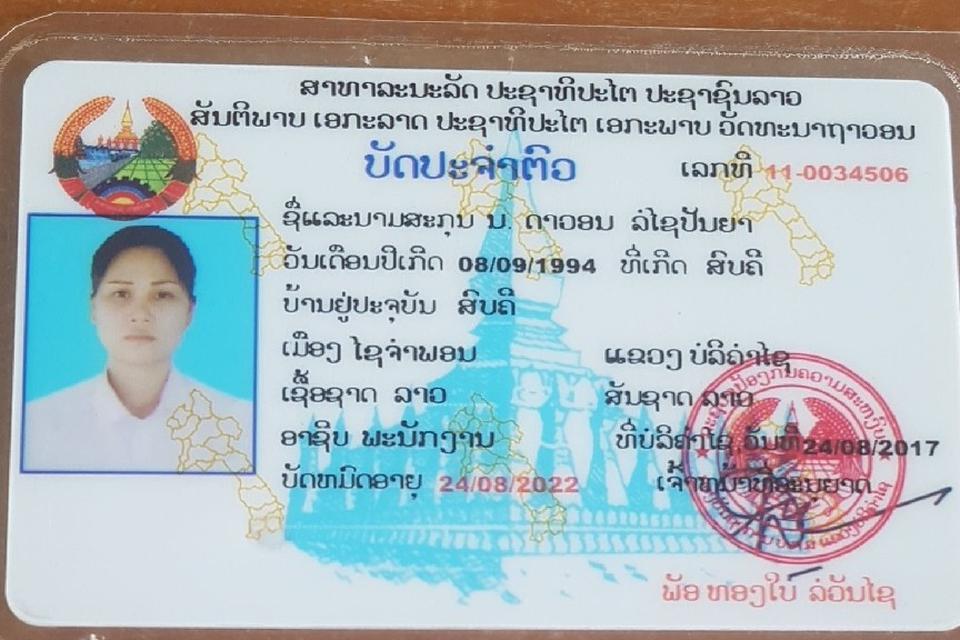 ສາທາລະນະລັດ ປະຊາທິປະໄຕ ປະຊາຊົນລາວ
ສັນຕິພາບ ເອກະລາດ ປະຊາທິປະໄຕ ເອກະພາບ ວັດທະນາຖາວອນ
ບັດປະຈຳຕົວ ເລກທີ 11-0034506
ຊື່ແລະນາມສະກຸນ ນ. ດາວອນ ລໍ່ໄຊປັນຍາ
ວັນເດືອນປີເກີດ 08/09/1994 ທີ່ເກີດ ສົບຄີ
ບ້ານຢູ່ປະຈຸບັນ ສົບຄີ
ເມືອງ ໄຊຈຳພອນ ແຂວງ ບໍລິຄຳໄຊ
ເຊື້ອຊາດ ລາວ ສັນຊາດ ລາວ
ອາຊິບ ພະນັກງານ ທີ່ບໍລິຄຳໄຊ,ວັນທີ 24/08/2017
ບັດຫມົດອາຍຸ 24/08/2022 ເຈົ້າຫນ້າທີ່ອະນຸຍາດ
ພັອ ທອງໃບ ລໍວັນໄຊ